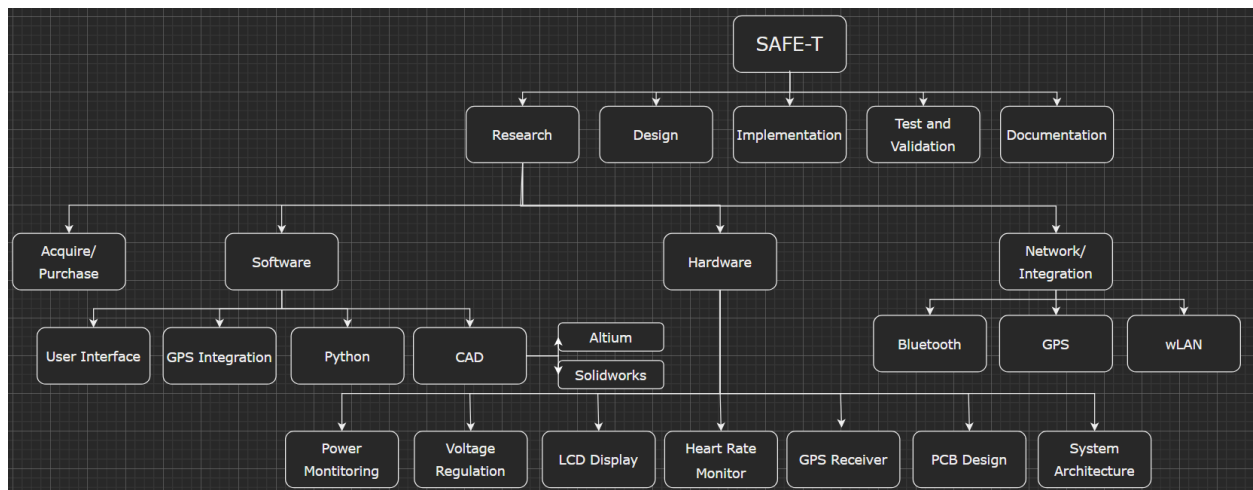 SAFE-T
Research
Design
Implementation
Test and
Validation
Documentation
Acquire/
Purchase
Software
Hardware
Network/
Integration
User Interface
GPS Integration
Python
CAD
Altium
Solidworks
Bluetooth
GPS
wLAN
Power
Montitoring
Voltage
Regulation
LCD Display
Heart Rate
Monitor
GPS Receiver
PCB Design
System
Architecture